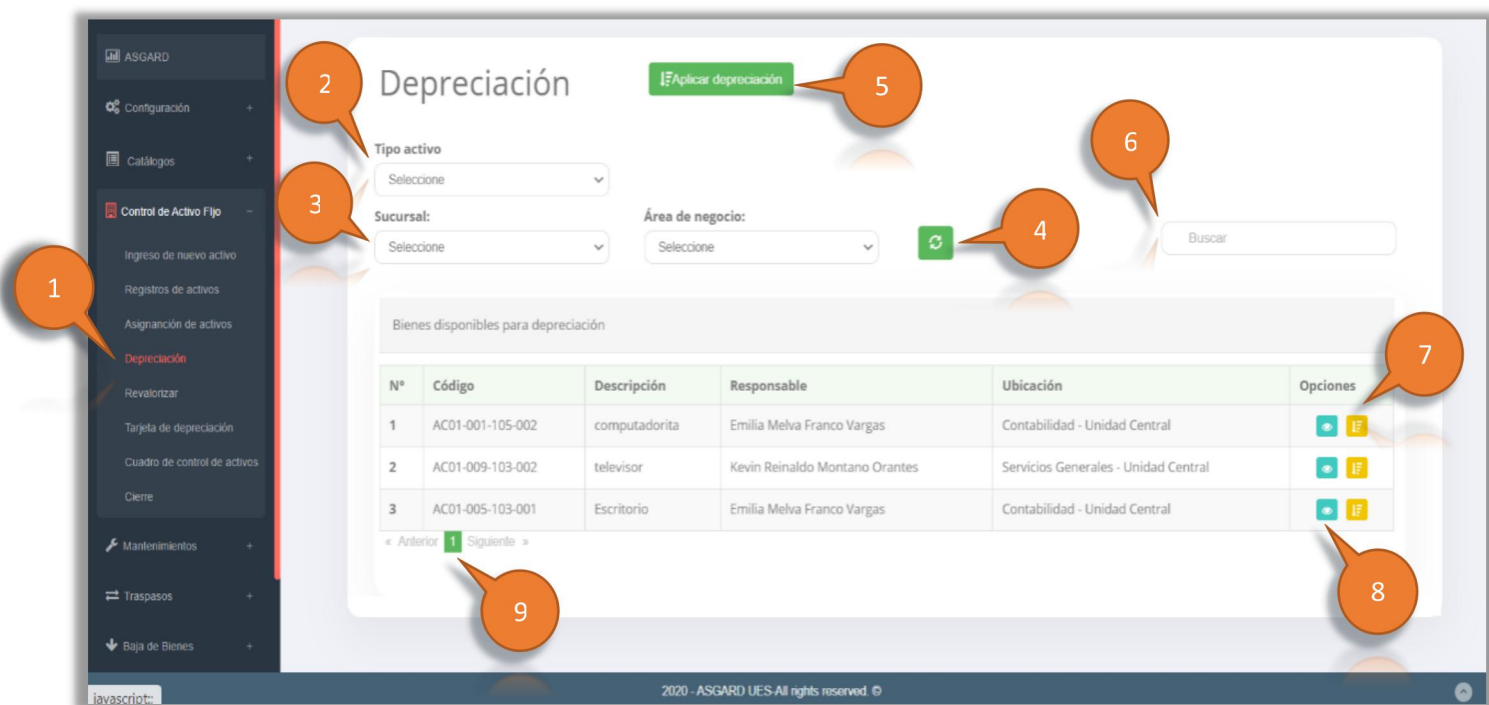 ASGARD
Configuración +
Catálogos +
Control de Activo FIjo −
Ingreso de nuevo activo
Registros de activos
Asignanción de activos
Depreciación
Revalorizar
Tarjeta de depreciación
Cuadro de control de activos
Cierre
Mantenimientos +
Traspasos +
Baja de Bienes +
javascript:;
1
2
Depreciación
Aplicar depreciación
5
Tipo activo
Seleccione
3
Sucursal:
Área de negocio:
Seleccione
Seleccione
4
6
Buscar
Bienes disponibles para depreciación
7
Nº Código Descripción Responsable Ubicación Opciones
1 AC01-001-105-002 computadorita Emilia Melva Franco Vargas Contabilidad - Unidad Central
2 AC01-009-103-002 televisor Kevin Reinaldo Montano Orantes Servicios Generales - Unidad Central
3 AC01-005-103-001 Escritorio Emilia Melva Franco Vargas Contabilidad - Unidad Central
« Anterior 1 Siguiente »
8
9
2020 - ASGARD UES-All rights reserved. ©